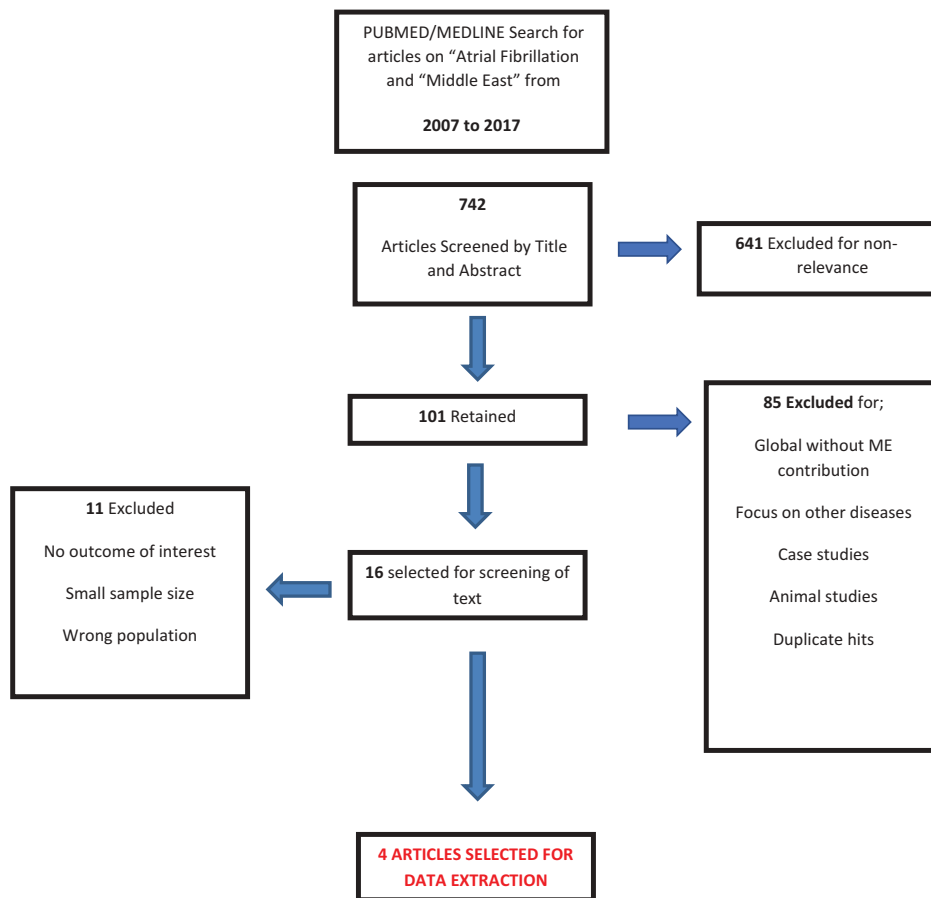 PUBMED/MEDLINE Search for
articles on “Atrial Fibrillation
and “Middle East” from
2007 to 2017
742
Articles Screened by Title
and Abstract
641 Excluded for non-
relevance
101 Retained
85 Excluded for;
Global without ME
contribution
Focus on other diseases
Case studies
Animal studies
Duplicate hits
11 Excluded
No outcome of interest
Small sample size
Wrong population
16 selected for screening of
text
4 ARTICLES SELECTED FOR
DATA EXTRACTION